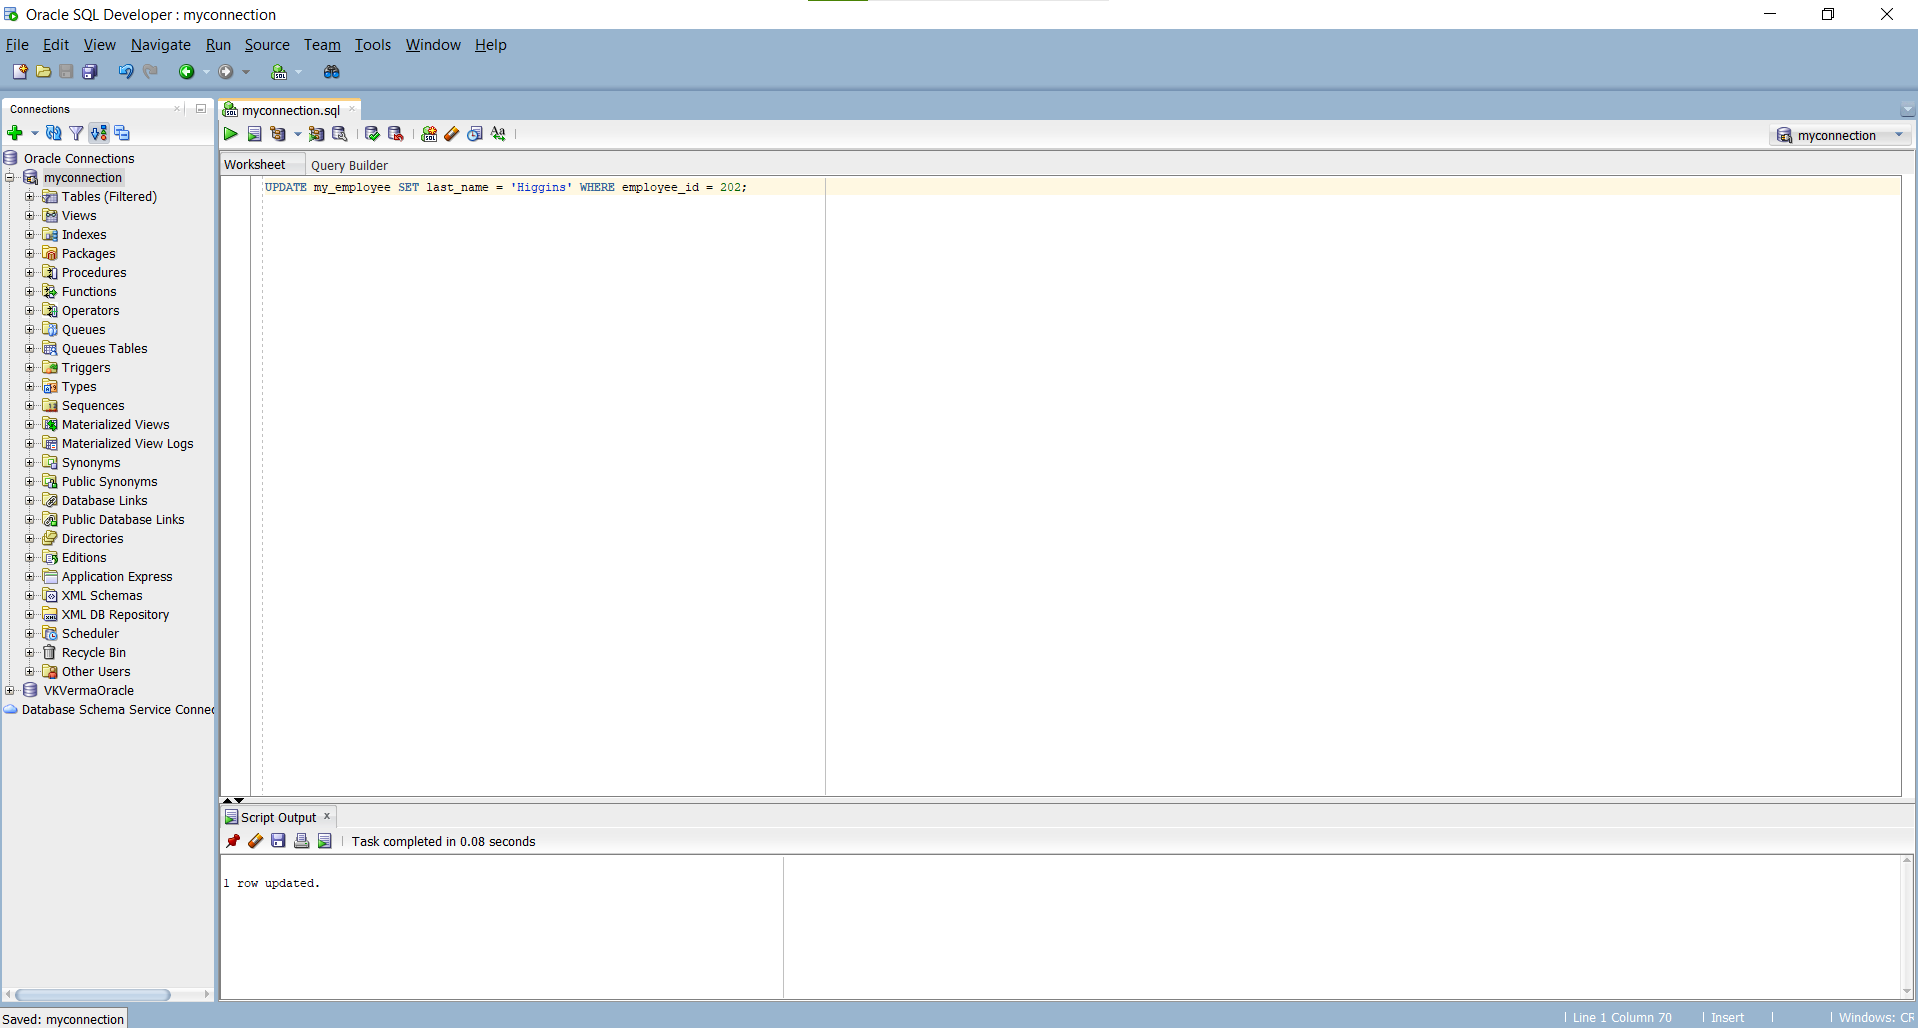 Oracle SQL Developer : myconnection
File Edit View Navigate Run Source Team Tools Window Help
Connections
Oracle Connections
myconnection
Tables (Filtered)
Views
Indexes
Packages
Procedures
Functions
Operators
Queues
Queues Tables
Triggers
Types
Sequences
Materialized Views
Materialized View Logs
Synonyms
Public Synonyms
Database Links
Public Database Links
Directories
Editions
Application Express
XML Schemas
XML DB Repository
Scheduler
Recycle Bin
Other Users
VKVermaOracle
Database Schema Service Connec
myconnection.sql
myconnection
Worksheet Query Builder
UPDATE my_employee SET last_name = 'Higgins' WHERE employee_id = 202;
Script Output
Task completed in 0.08 seconds
1 row updated.
Saved: myconnection
Line 1 Column 70 Insert Windows: CR